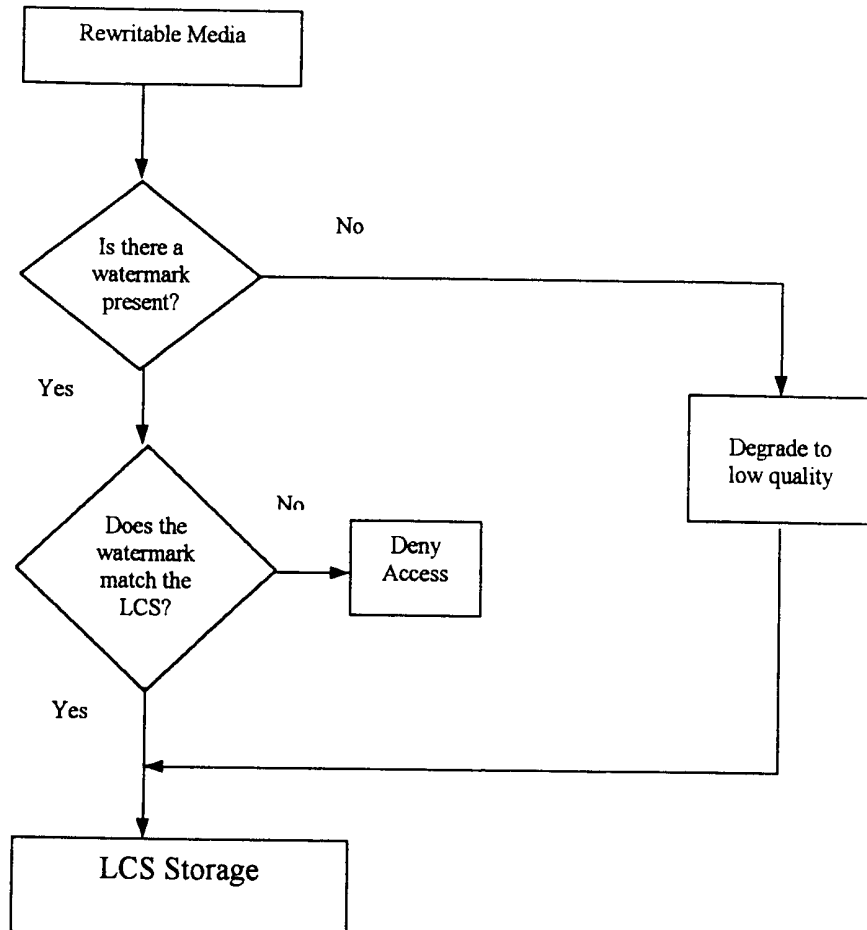 Rewritable Media
No
Is there a
watermark
present?
Yes
Degrade to
low quality
No
Does the
watermark
match the
LCS?
Deny
Access
Yes
LCS Storage